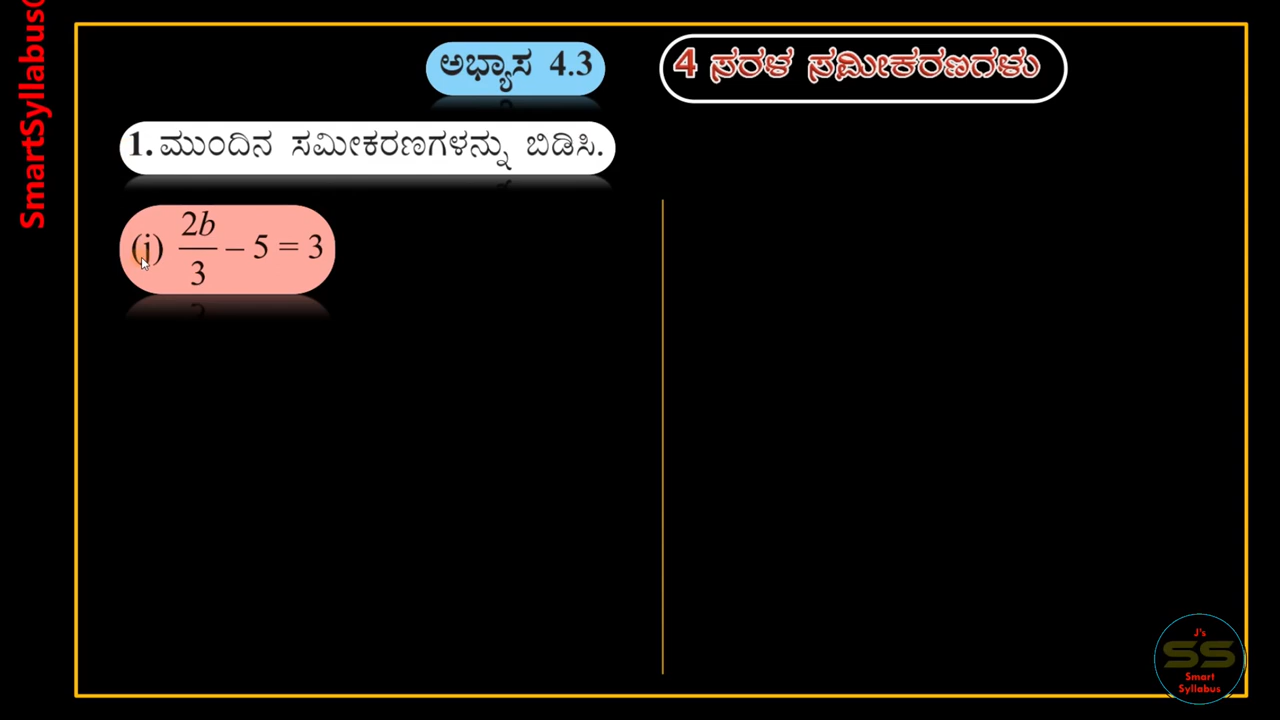 SmartSyllabus
ಅಭ್ಯಾಸ 4.3
4 ಸರಳ ಸಮೀಕರಣಗಳು
1. ಮುಂದಿನ ಸಮೀಕರಣಗಳನ್ನು ಬಿಡಿಸಿ.
(j) 2b/3 – 5 = 3
J's
SS
Smart
Syllabus